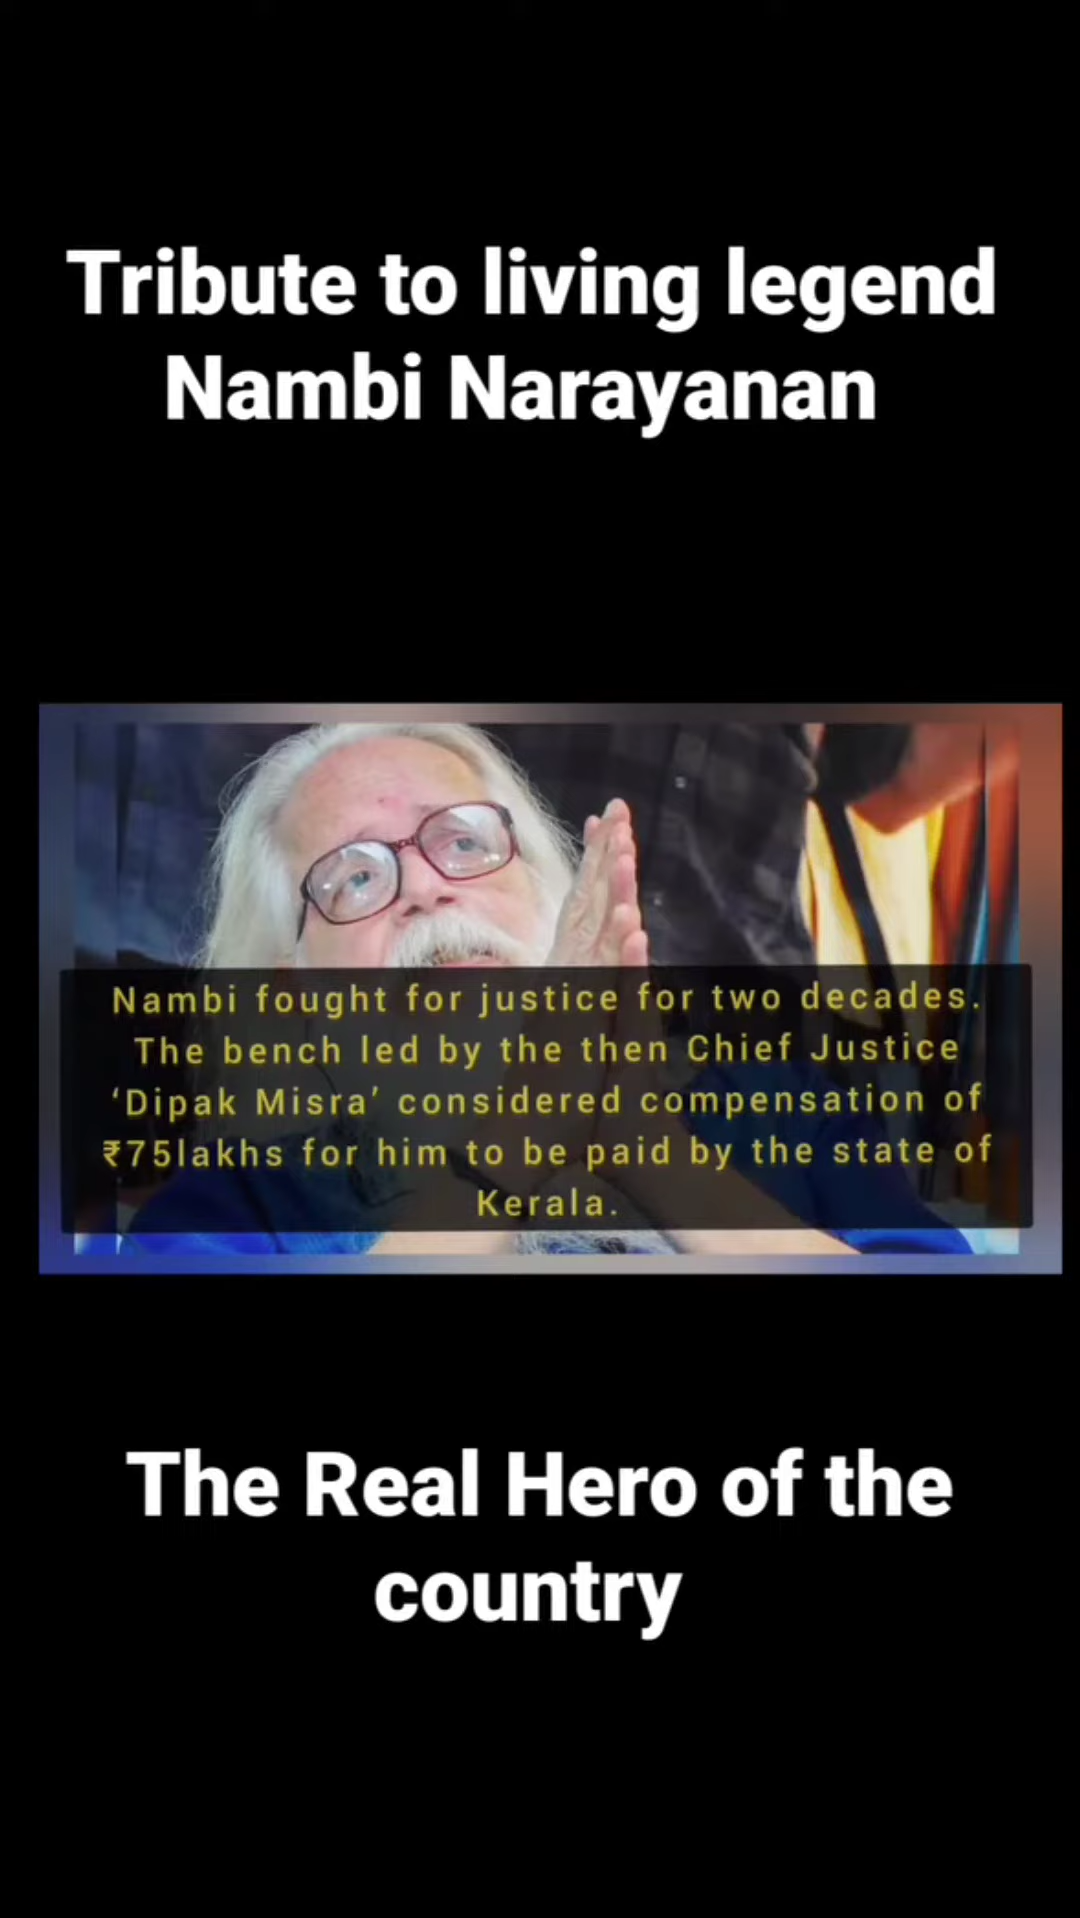 Tribute to living legend
Nambi Narayanan
Nambi fought for justice for two decades.
The bench led by the then Chief Justice
‘Dipak Misra’ considered compensation of
₹75lakhs for him to be paid by the state of
Kerala.
The Real Hero of the
country